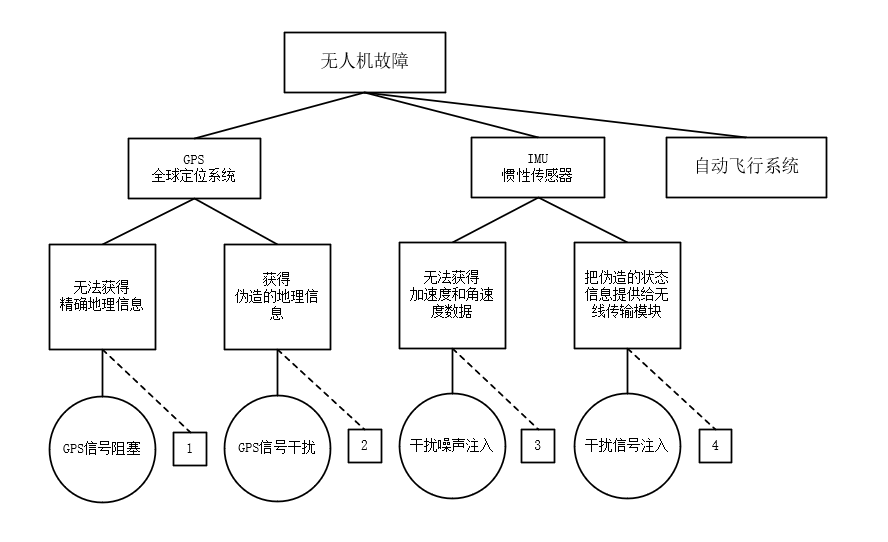 无人机故障
GPS
全球定位系统
IMU
惯性传感器
自动飞行系统
无法获得
精确地理信息
获得
伪造的地理信
息
无法获得
加速度和角速
度数据
把伪造的状态
信息提供给无
线传输模块
GPS信号阻塞
1
GPS信号干扰
2
干扰噪声注入
3
干扰信号注入
4